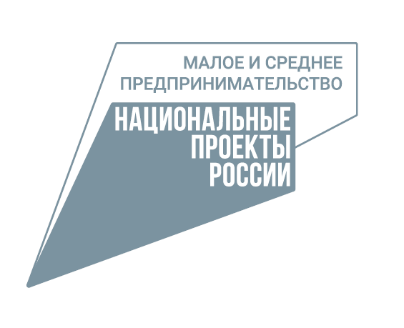 МАЛОЕ И СРЕДНЕЕ
ПРЕДПРИНИМАТЕЛЬСТВО
НАЦИОНАЛЬНЫЕ
ПРОЕКТЫ
РОССИИ